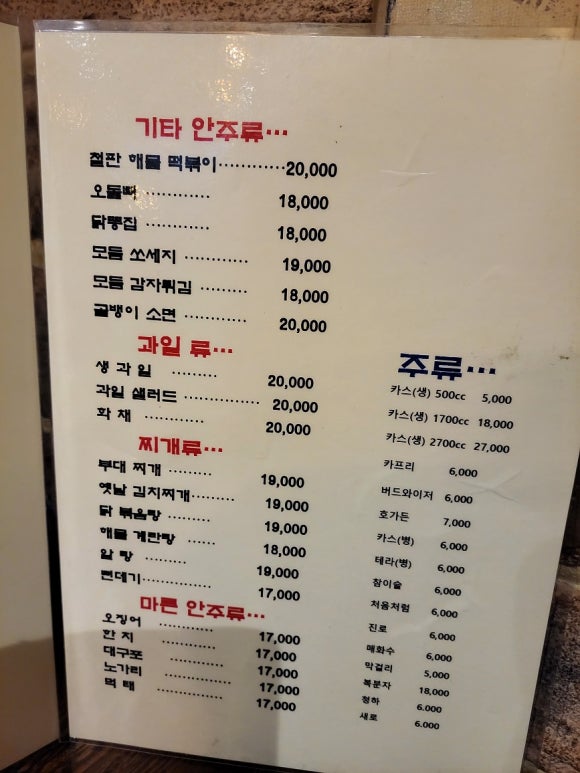 기타 안주류...
철판 해물 떡볶이............20,000
오돌뼈............18,000
닭똥집............18,000
모듬 쏘세지............19,000
모듬 감자튀김.........18,000
골뱅이 소면............20,000
과일 류...
생 과 일.........20,000
과일 샐러드...............20,000
화 채............20,000
찌개류...
부대 찌개.........19,000
옛날 김치찌개.........19,000
닭 볶음탕.........19,000
해물 계란탕......18,000
알 탕.........19,000
뻔데기..............17,000
마른 안주류...
오징어............17,000
한 치............17,000
대구포............17,000
노가리...............17,000
먹 태...............17,000
주류...
카스(생) 500cc 5,000
카스(생) 1700cc 18,000
카스(생) 2700cc 27,000
카프리 6,000
버드와이저 6,000
호가든 7,000
카스(병) 6,000
테라(병) 6,000
참이슬 6,000
처음처럼 6,000
진로 6,000
매화수 6,000
막걸리 5,000
복분자 18,000
청하 6,000
새로 6,000